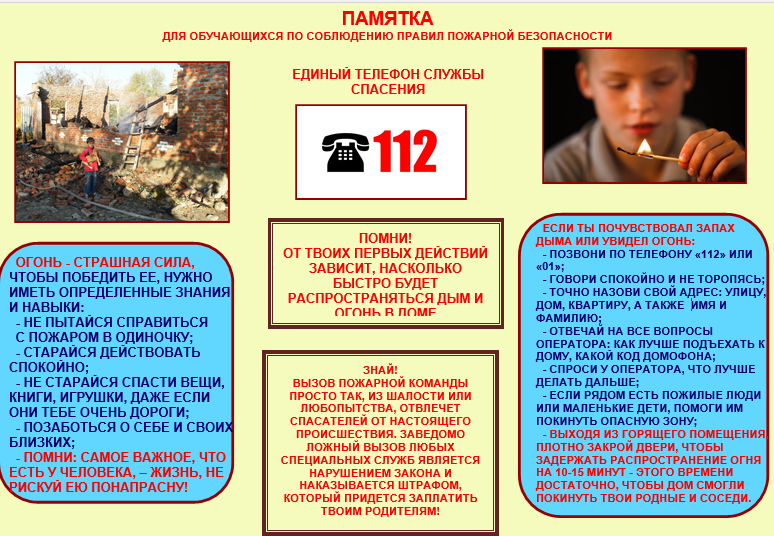 ПАМЯТКА
ДЛЯ ОБУЧАЮЩИХСЯ ПО СОБЛЮДЕНИЮ ПРАВИЛ ПОЖАРНОЙ БЕЗОПАСНОСТИ
ЕДИНЫЙ ТЕЛЕФОН СЛУЖБЫ
СПАСЕНИЯ
☎112
ОГОНЬ - СТРАШНАЯ СИЛА,
ЧТОБЫ ПОБЕДИТЬ ЕЕ, НУЖНО
ИМЕТЬ ОПРЕДЕЛЕННЫЕ ЗНАНИЯ
И НАВЫКИ:
- НЕ ПЫТАЙСЯ СПРАВИТЬСЯ
С ПОЖАРОМ В ОДИНОЧКУ;
- СТАРАЙСЯ ДЕЙСТВОВАТЬ
СПОКОЙНО;
- НЕ СТАРАЙСЯ СПАСТИ ВЕЩИ,
КНИГИ, ИГРУШКИ, ДАЖЕ ЕСЛИ
ОНИ ТЕБЕ ОЧЕНЬ ДОРОГИ;
- ПОЗАБОТЬСЯ О СЕБЕ И СВОИХ
БЛИЗКИХ;
- ПОМНИ: САМОЕ ВАЖНОЕ, ЧТО
ЕСТЬ У ЧЕЛОВЕКА, – ЖИЗНЬ, НЕ
РИСКУЙ ЕЮ ПОНАПРАСНУ!
ПОМНИ!
ОТ ТВОИХ ПЕРВЫХ ДЕЙСТВИЙ
ЗАВИСИТ, НАСКОЛЬКО
БЫСТРО БУДЕТ
РАСПРОСТРАНЯТЬСЯ ДЫМ И
ОГОНЬ В ДОМЕ
ЗНАЙ!
ВЫЗОВ ПОЖАРНОЙ КОМАНДЫ
ПРОСТО ТАК, ИЗ ШАЛОСТИ ИЛИ
ЛЮБОПЫТСТВА, ОТВЛЕЧЕТ
СПАСАТЕЛЕЙ ОТ НАСТОЯЩЕГО
ПРОИСШЕСТВИЯ. ЗАВЕДОМО
ЛОЖНЫЙ ВЫЗОВ ЛЮБЫХ
СПЕЦИАЛЬНЫХ СЛУЖБ ЯВЛЯЕТСЯ
НАРУШЕНИЕМ ЗАКОНА И
НАКАЗЫВАЕТСЯ ШТРАФОМ,
КОТОРЫЙ ПРИДЕТСЯ ЗАПЛАТИТЬ
ТВОИМ РОДИТЕЛЯМ!
ЕСЛИ ТЫ ПОЧУВСТВОВАЛ ЗАПАХ
ДЫМА ИЛИ УВИДЕЛ ОГОНЬ:
- ПОЗВОНИ ПО ТЕЛЕФОНУ «112» ИЛИ
«01»;
- ГОВОРИ СПОКОЙНО И НЕ ТОРОПЯСЬ;
- ТОЧНО НАЗОВИ СВОЙ АДРЕС: УЛИЦУ,
ДОМ, КВАРТИРУ, А ТАКЖЕ ИМЯ И
ФАМИЛИЮ;
- ОТВЕЧАЙ НА ВСЕ ВОПРОСЫ
ОПЕРАТОРА: КАК ЛУЧШЕ ПОДЪЕХАТЬ К
ДОМУ, КАКОЙ КОД ДОМОФОНА;
- СПРОСИ У ОПЕРАТОРА, ЧТО ЛУЧШЕ
ДЕЛАТЬ ДАЛЬШЕ;
- ЕСЛИ РЯДОМ ЕСТЬ ПОЖИЛЫЕ ЛЮДИ
ИЛИ МАЛЕНЬКИЕ ДЕТИ, ПОМОГИ ИМ
ПОКИНУТЬ ОПАСНУЮ ЗОНУ;
- ВЫХОДЯ ИЗ ГОРЯЩЕГО ПОМЕЩЕНИЯ
ПЛОТНО ЗАКРОЙ ДВЕРИ, ЧТОБЫ
ЗАДЕРЖАТЬ РАСПРОСТРАНЕНИЕ ОГНЯ
НА 10-15 МИНУТ - ЭТОГО ВРЕМЕНИ
ДОСТАТОЧНО, ЧТОБЫ ДОМ СМОГЛИ
ПОКИНУТЬ ТВОИ РОДНЫЕ И СОСЕДИ.